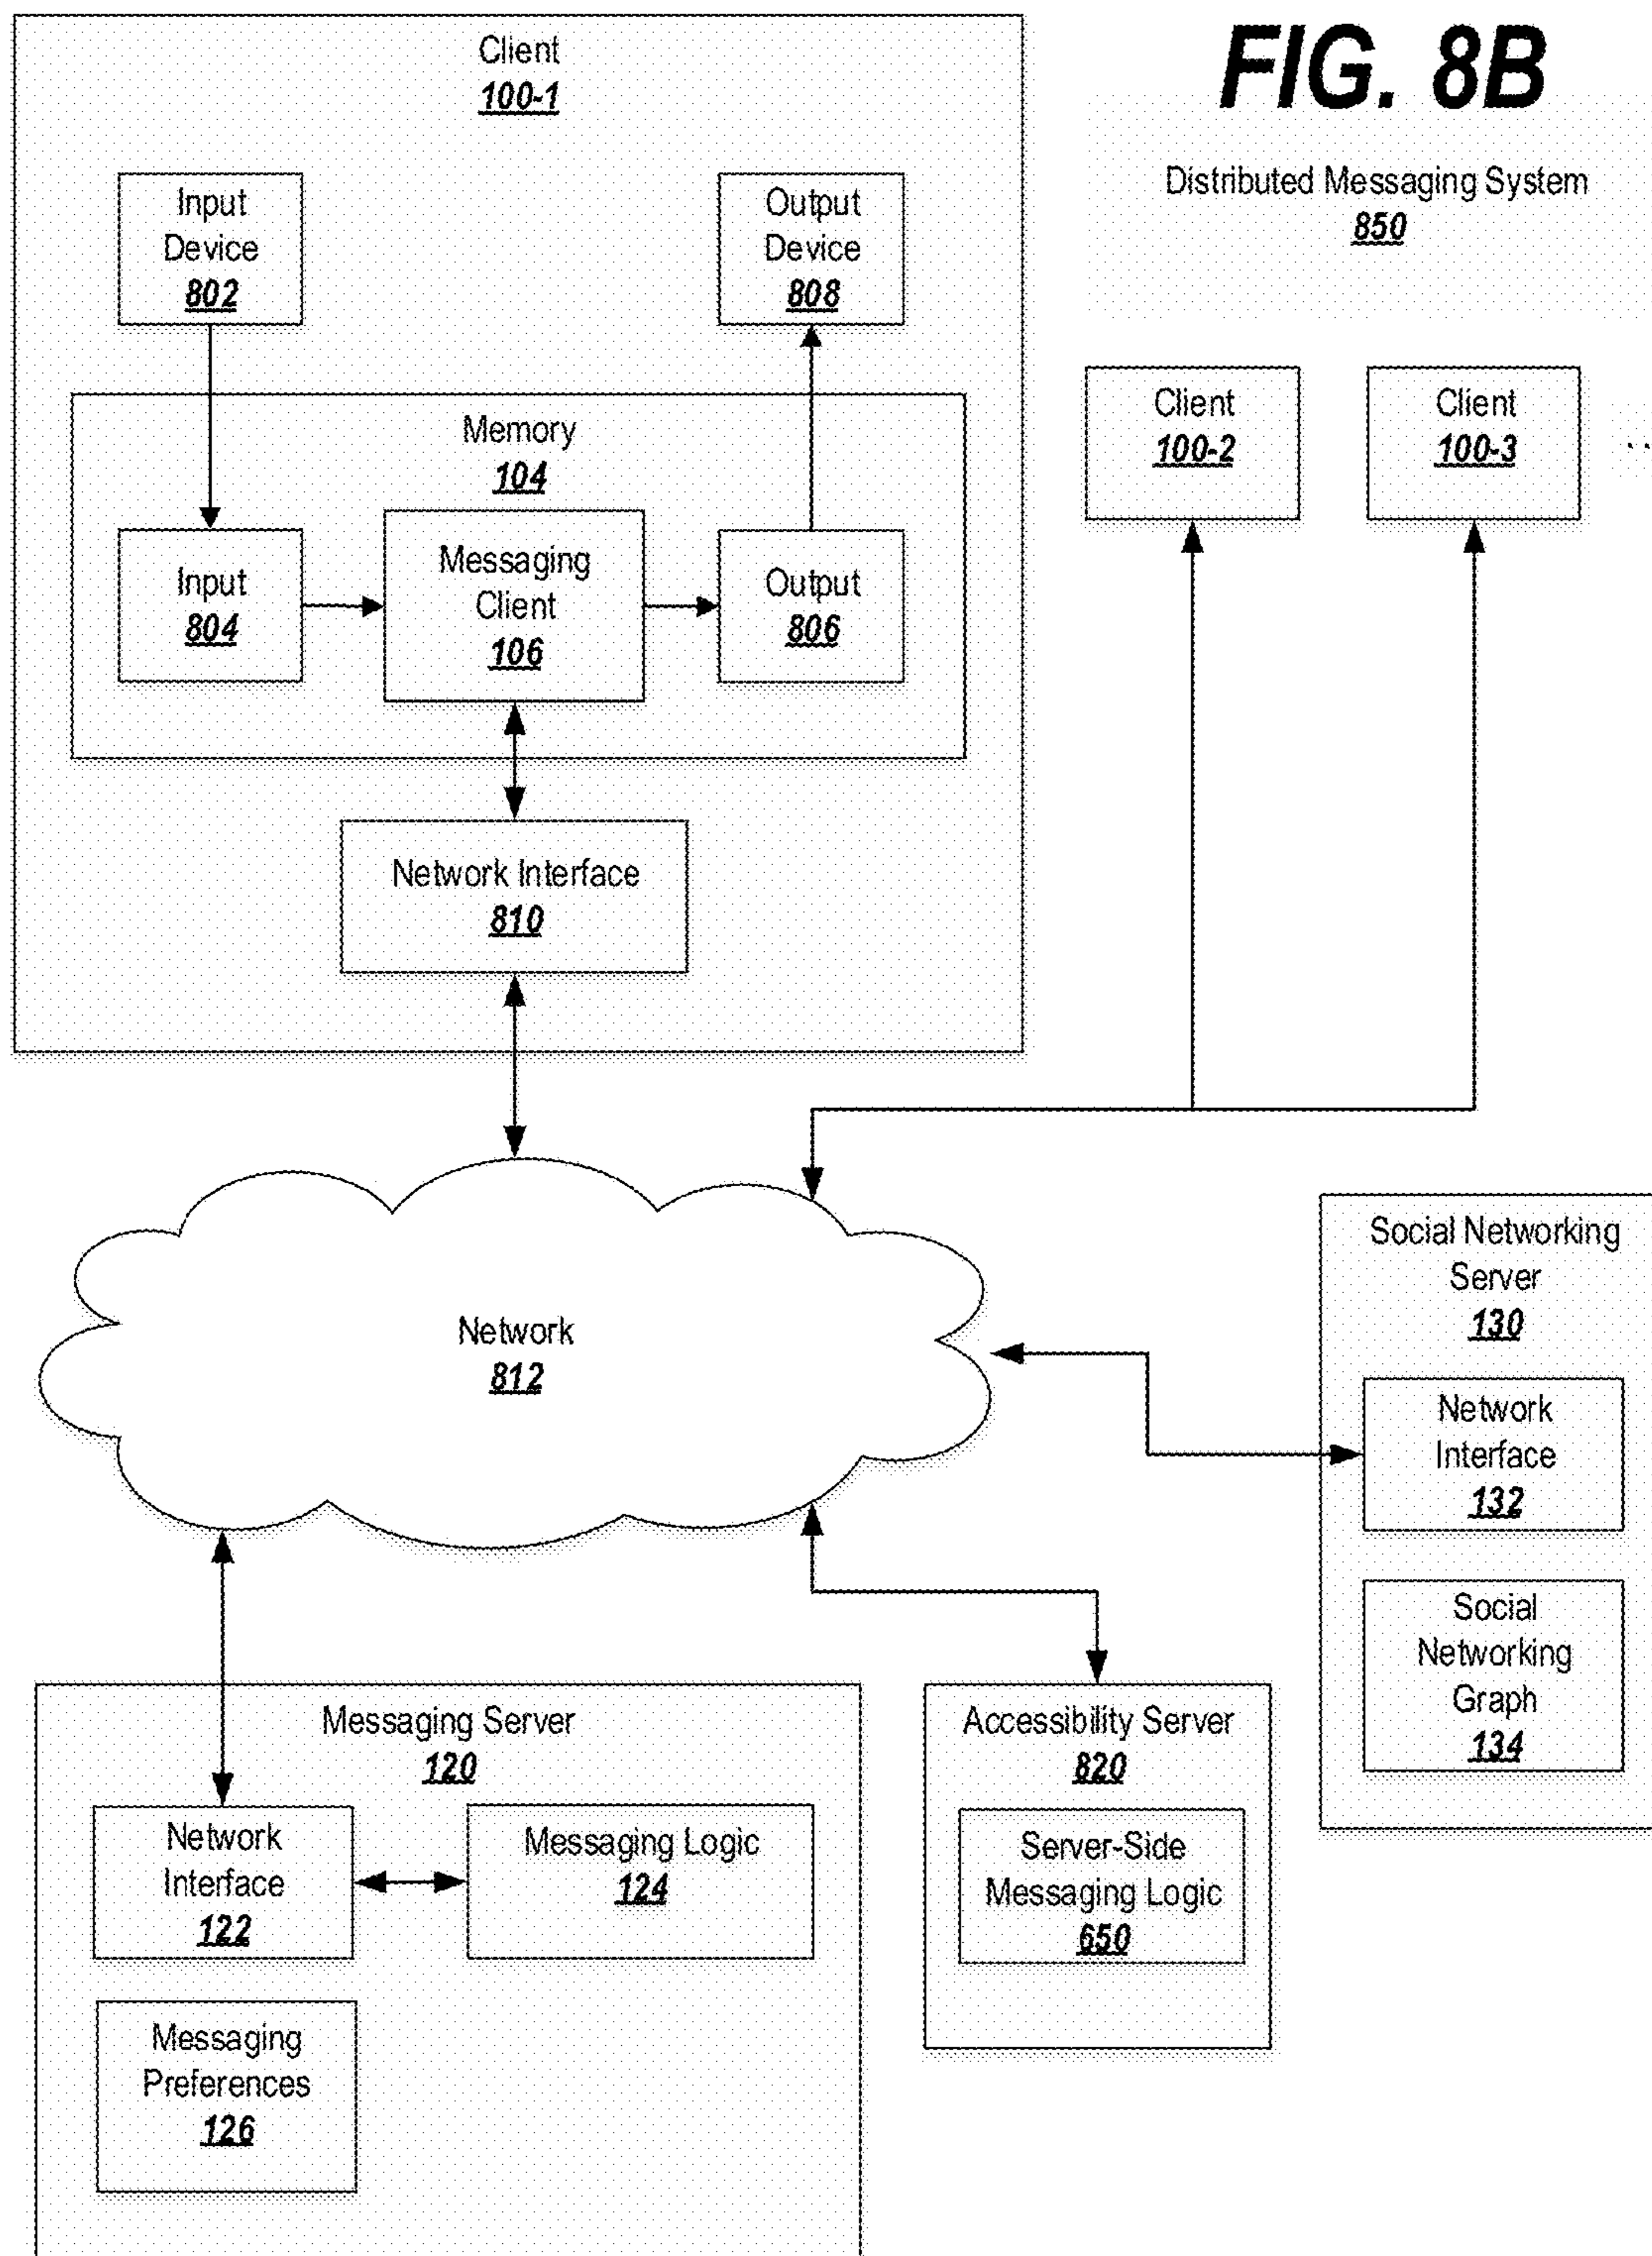 FIG. 8B
Distributed Messaging System
850
Client
100-1
Input
Device
802
Output
Device
808
Memory
104
Input
804
Messaging
Client
106
Output
806
Network Interface
810
Client
100-2
Client
100-3
..
Network
812
Social Networking
Server
130
Network
Interface
132
Social
Networking
Graph
134
Messaging Server
120
Network
Interface
122
Messaging Logic
124
Messaging
Preferences
126
Accessibility Server
820
Server-Side
Messaging Logic
650